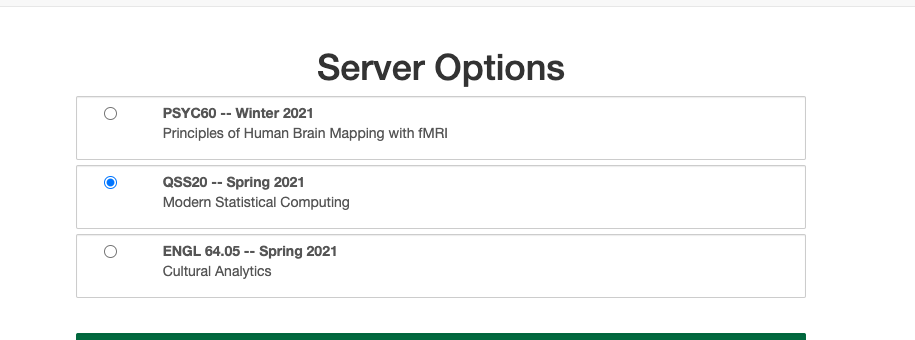 Server Options
PSYC60 -- Winter 2021
Principles of Human Brain Mapping with fMRI
QSS20 -- Spring 2021
Modern Statistical Computing
ENGL 64.05 -- Spring 2021
Cultural Analytics